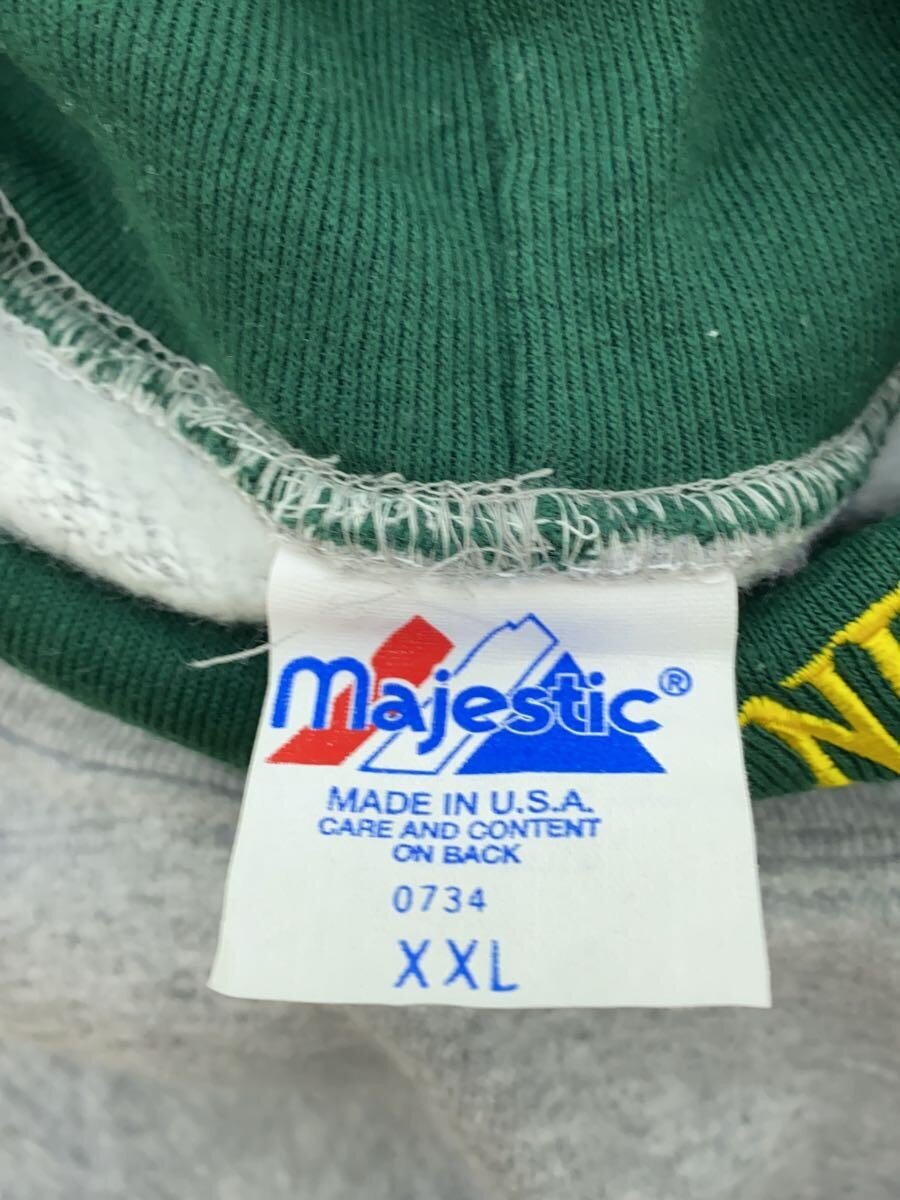 majestic®
MADE IN U.S.A.
CARE AND CONTENT
ON BACK
0734
XXL